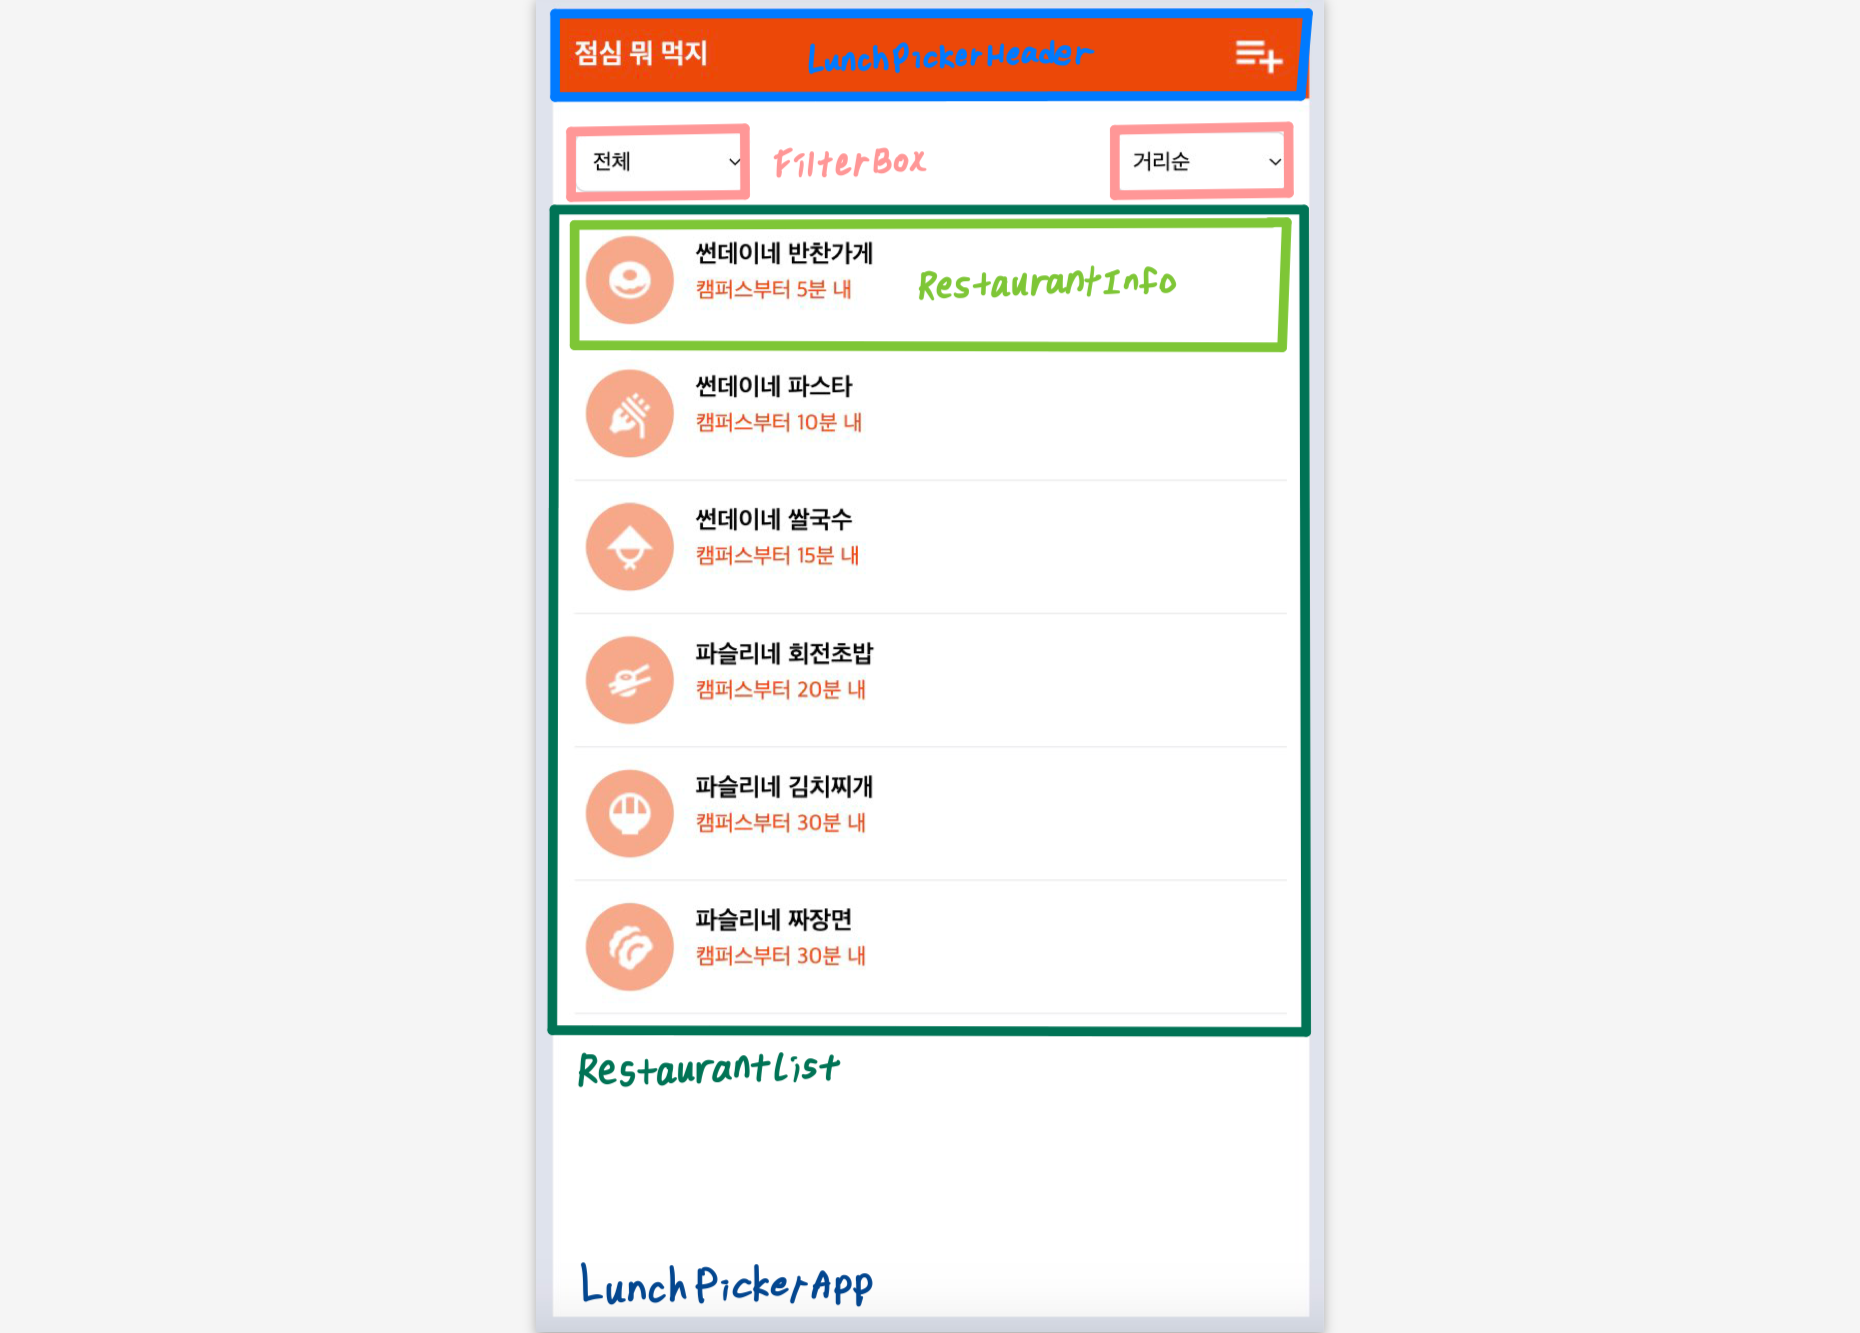 점심 뭐 먹지 LunchPickerHeader
전체 FilterBox 거리순
썬데이네 반찬가게
캠퍼스부터 5분 내
RestaurantInfo
썬데이네 파스타
캠퍼스부터 10분 내
썬데이네 쌀국수
캠퍼스부터 15분 내
파슬리네 회전초밥
캠퍼스부터 20분 내
파슬리네 김치찌개
캠퍼스부터 30분 내
파슬리네 짜장면
캠퍼스부터 30분 내
RestaurantList
LunchPickerApp